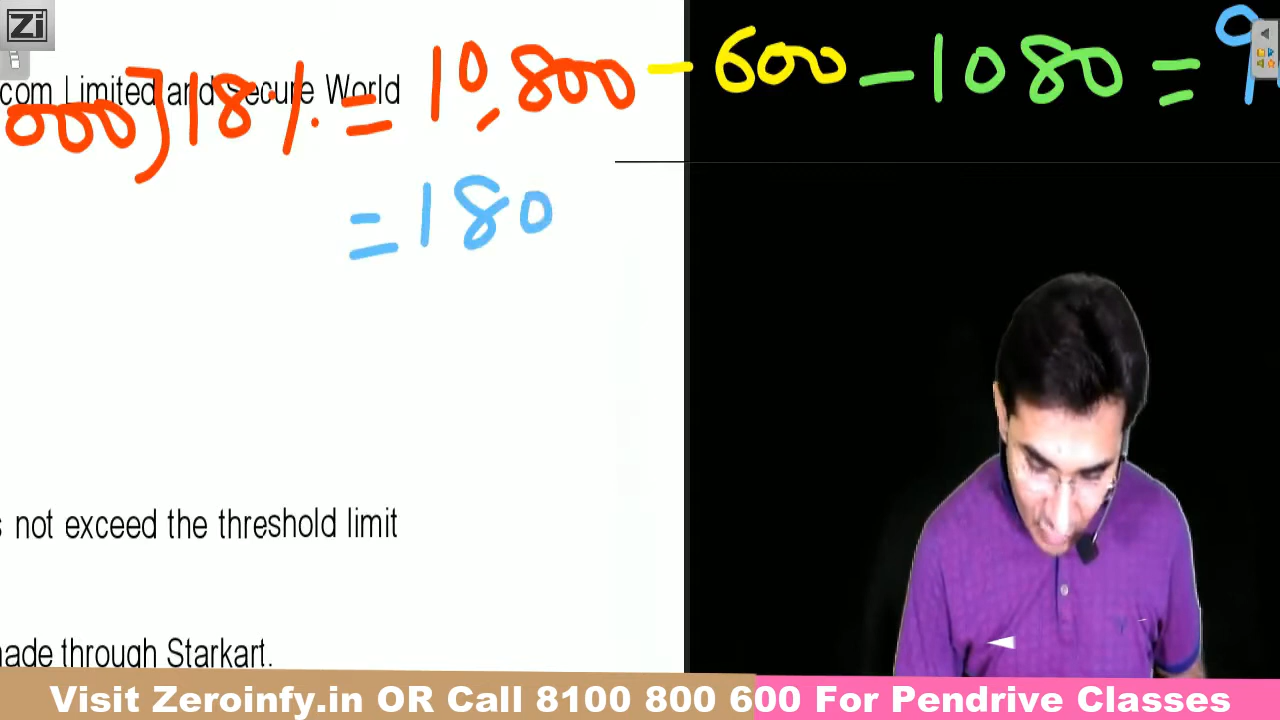 Zi
com Limited and Secure World
000] 18% = 10,800 - 600 - 1080 = 9
= 180
not exceed the threshold limit
made through Starkart.
Visit Zeroinfy.in OR Call 8100 800 600 For Pendrive Classes